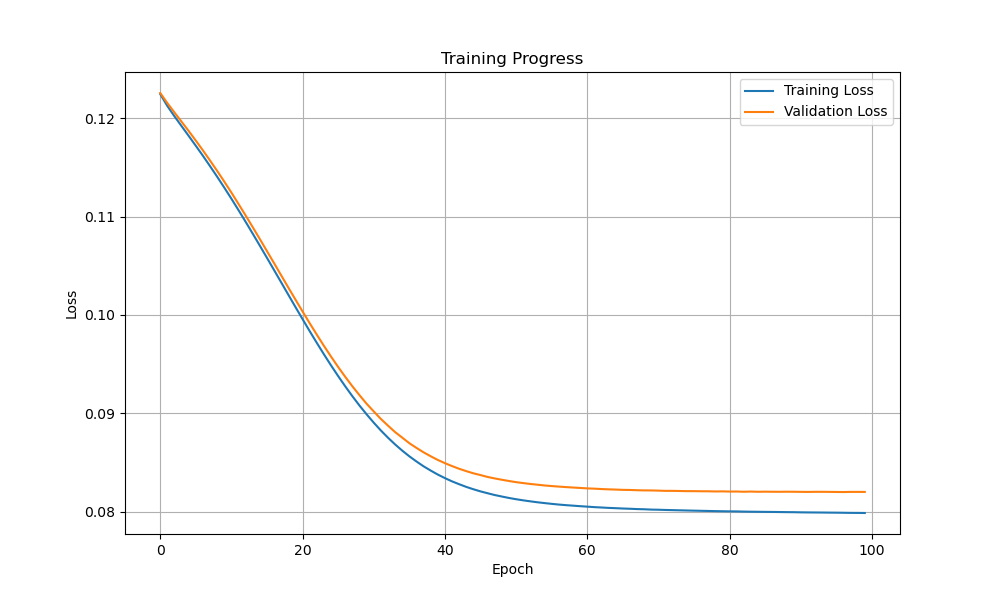 Training Progress
Training Loss
Validation Loss
0.12
0.11
0.10
0.09
0.08
Loss
0 20 40 60 80 100
Epoch